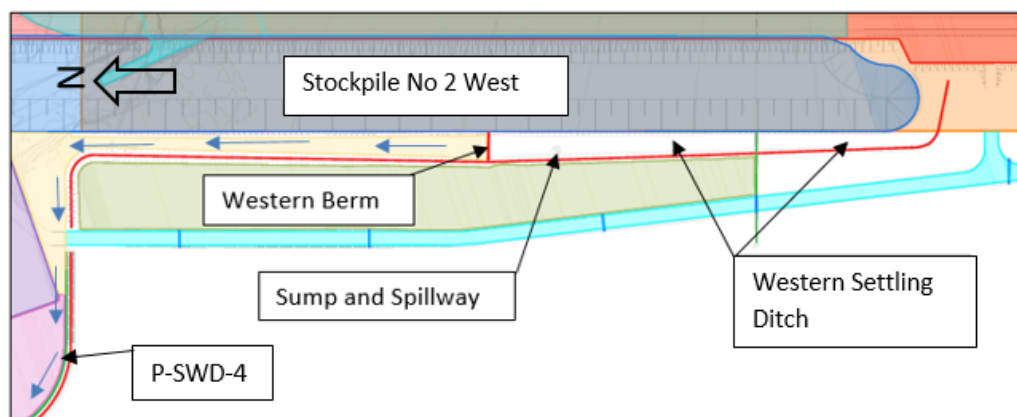 N
Stockpile No 2 West
Western Berm
Sump and Spillway
Western Settling
Ditch
P-SWD-4